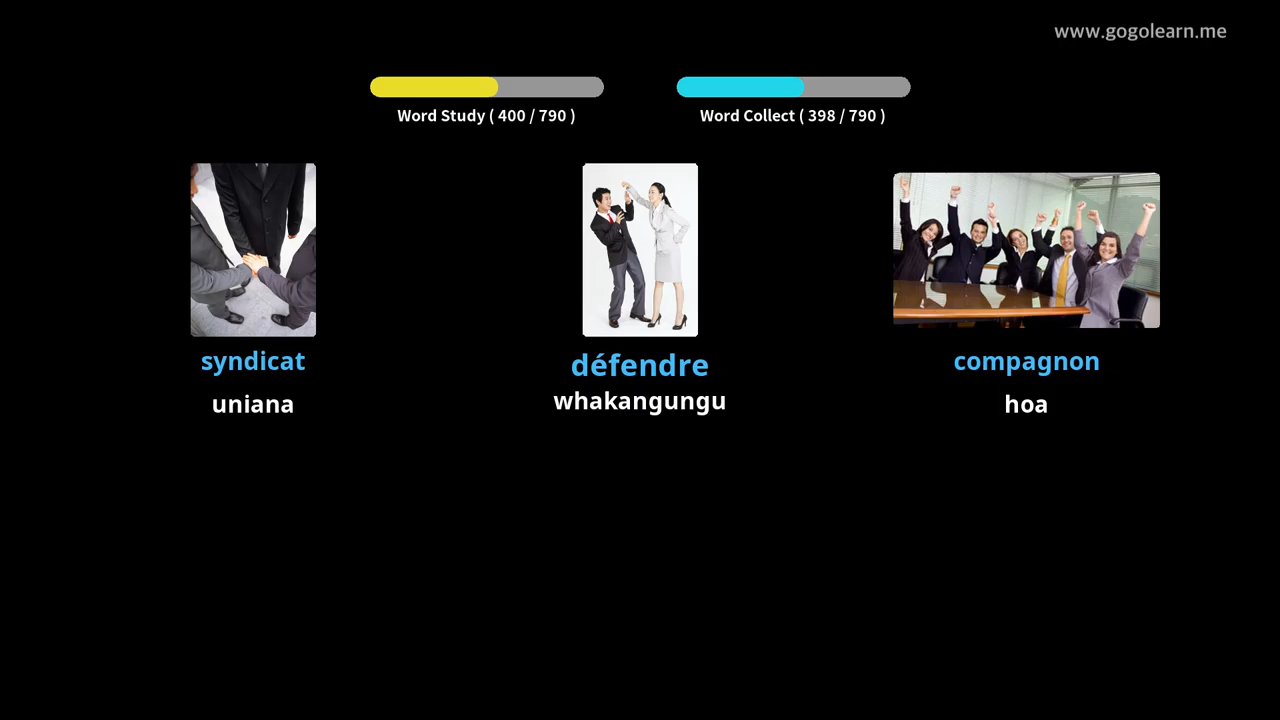 www.gogolearn.me
Word Study ( 400 / 790 )
Word Collect ( 398 / 790 )
syndicat
uniana
défendre
whakangungu
compagnon
hoa